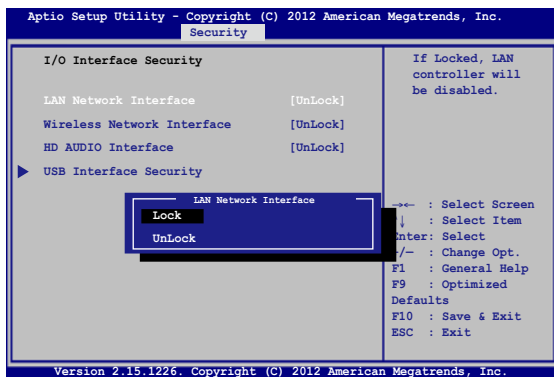 Aptio Setup Utility - Copyright (C) 2012 American Megatrends, Inc.
Security
I/O Interface Security
LAN Network Interface [UnLock]
Wireless Network Interface [UnLock]
HD AUDIO Interface [UnLock]
USB Interface Security
LAN Network Interface
Lock
UnLock
If Locked, LAN
controller will
be disabled.
→← : Select Screen
↓ : Select Item
Enter: Select
/— : Change Opt.
F1 : General Help
F9 : Optimized
Defaults
F10 : Save & Exit
ESC : Exit
Version 2.15.1226. Copyright (C) 2012 American Megatrends, Inc.